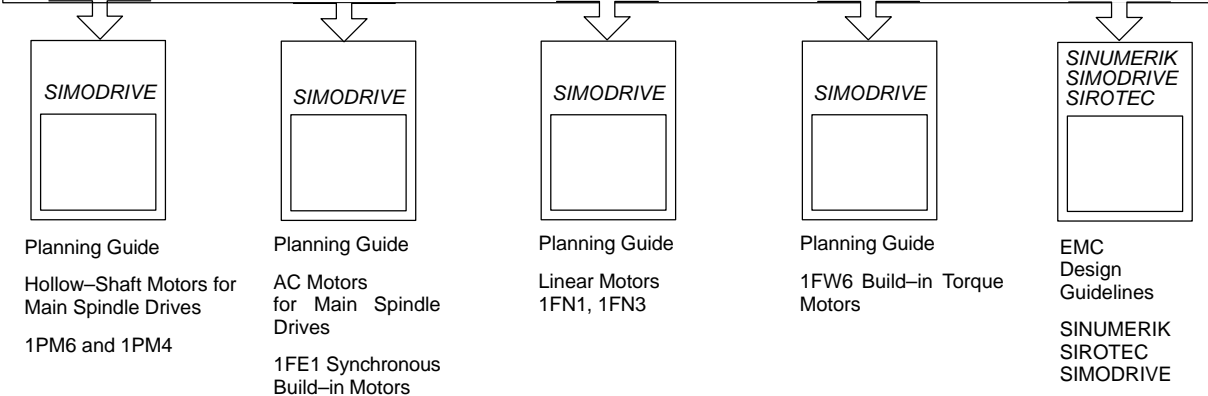 SIMODRIVE
Planning Guide
Hollow–Shaft Motors for
Main Spindle Drives
1PM6 and 1PM4
SIMODRIVE
Planning Guide
AC Motors
for Main Spindle
Drives
1FE1 Synchronous
Build–in Motors
SIMODRIVE
Planning Guide
Linear Motors
1FN1, 1FN3
SIMODRIVE
Planning Guide
1FW6 Build–in Torque
Motors
SINUMERIK
SIMODRIVE
SIROTEC
EMC
Design
Guidelines
SINUMERIK
SIROTEC
SIMODRIVE